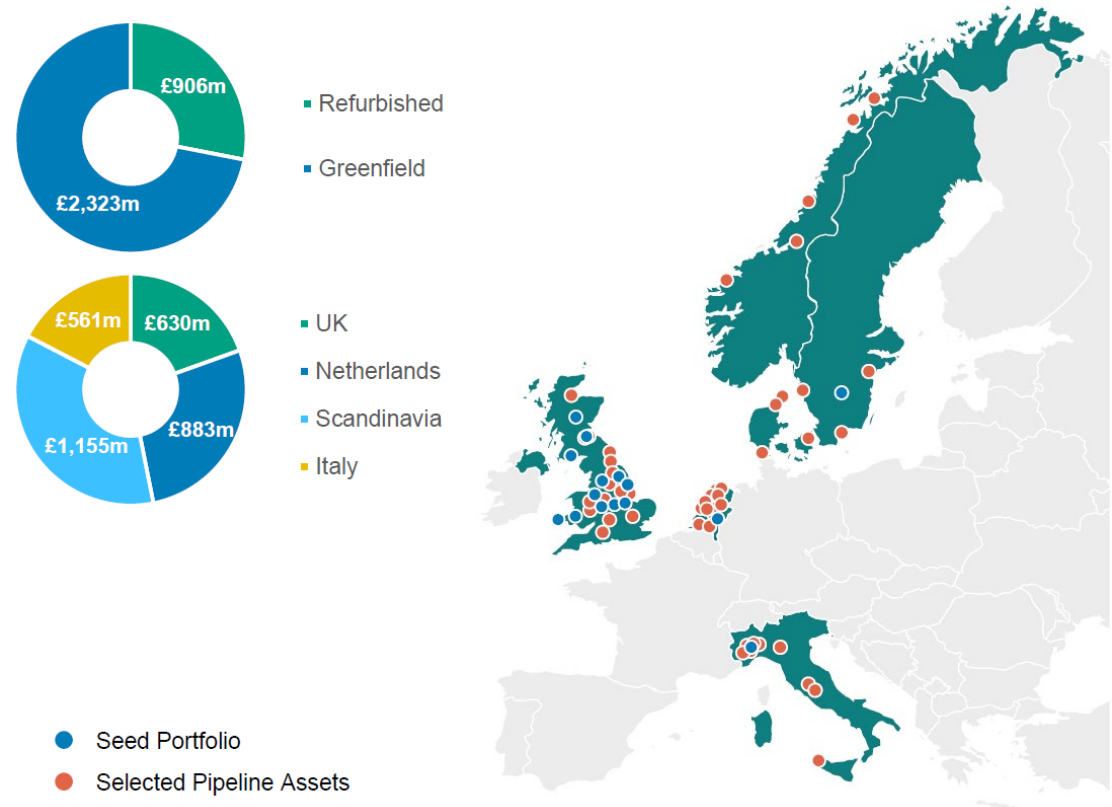 £906m
£2,323m
Refurbished
Greenfield
£561m
£630m
£1,155m
£883m
UK
Netherlands
Scandinavia
Italy
Seed Portfolio
Selected Pipeline Assets